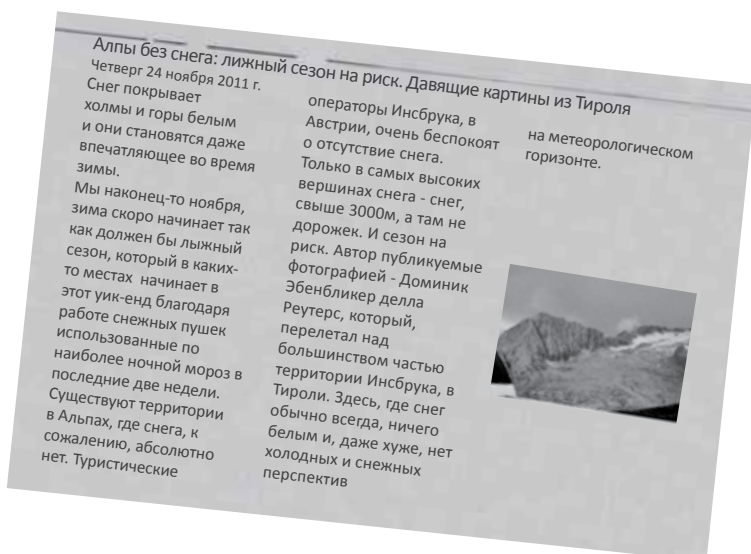 Алпы без снега: лижный сезон на риск. Давящие картины из Тироля
Четверг 24 ноября 2011 г.
Снег покрывает
холмы и горы белым
и они становятся даже
впечатляющее во время
зимы.
Мы наконец-то ноября,
зима скоро начинает так
как должен бы лыжный
сезон, который в каких-
то местах начинает в
этот уик-енд благодаря
работе снежных пушек
использованные по
наиболее ночной мороз в
последние две недели.
Существуют территории
в Альпах, где снега, к
сожалению, абсолютно
нет. Туристические
операторы Инсбрука, в
Австрии, очень беспокоят
о отсутствие снега.
Только в самых высоких
вершинах снега - снег,
свыше 3000м, а там не
дорожек. И сезон на
риск. Автор публикуемые
фотографией - Доминик
Эбенбликер делла
Реутерс, который,
перелетал над
большинством частью
территории Инсбрука, в
Тироли. Здесь, где снег
обычно всегда, ничего
белым и, даже хуже, нет
холодных и снежных
перспектив
на метеорологическом
горизонте.